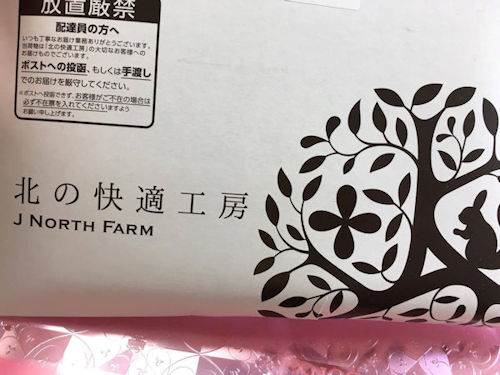 放置厳禁
配達員の方へ
いつも丁寧なお届け業務ありがとうございます。
当荷物は「北の快適工房」の大切なお客様への
お届けものでございます。
ポストへの投函、もしくは手渡し
でのお届けを厳守してください。
※ポストへ投函できず、お客様がご不在の場合は
必ず不在票を入れてくださいますよう
お願い申し上げます。
北の快適工房
J NORTH FARM